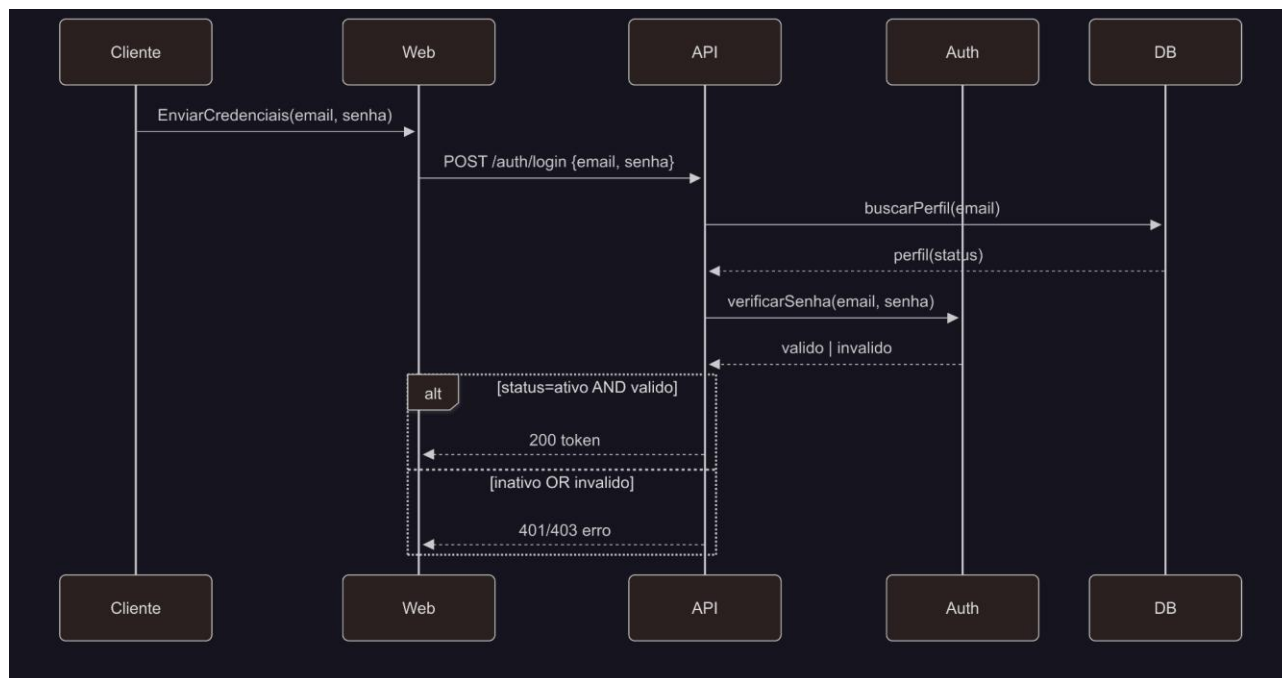 Cliente
Web
API
Auth
DB
EnviarCredenciais(email, senha)
POST /auth/login {email, senha}
buscarPerfil(email)
perfil(status)
verificarSenha(email, senha)
valido | invalido
alt
[status=ativo AND valido]
200 token
[inativo OR invalido]
401/403 erro
Cliente
Web
API
Auth
DB